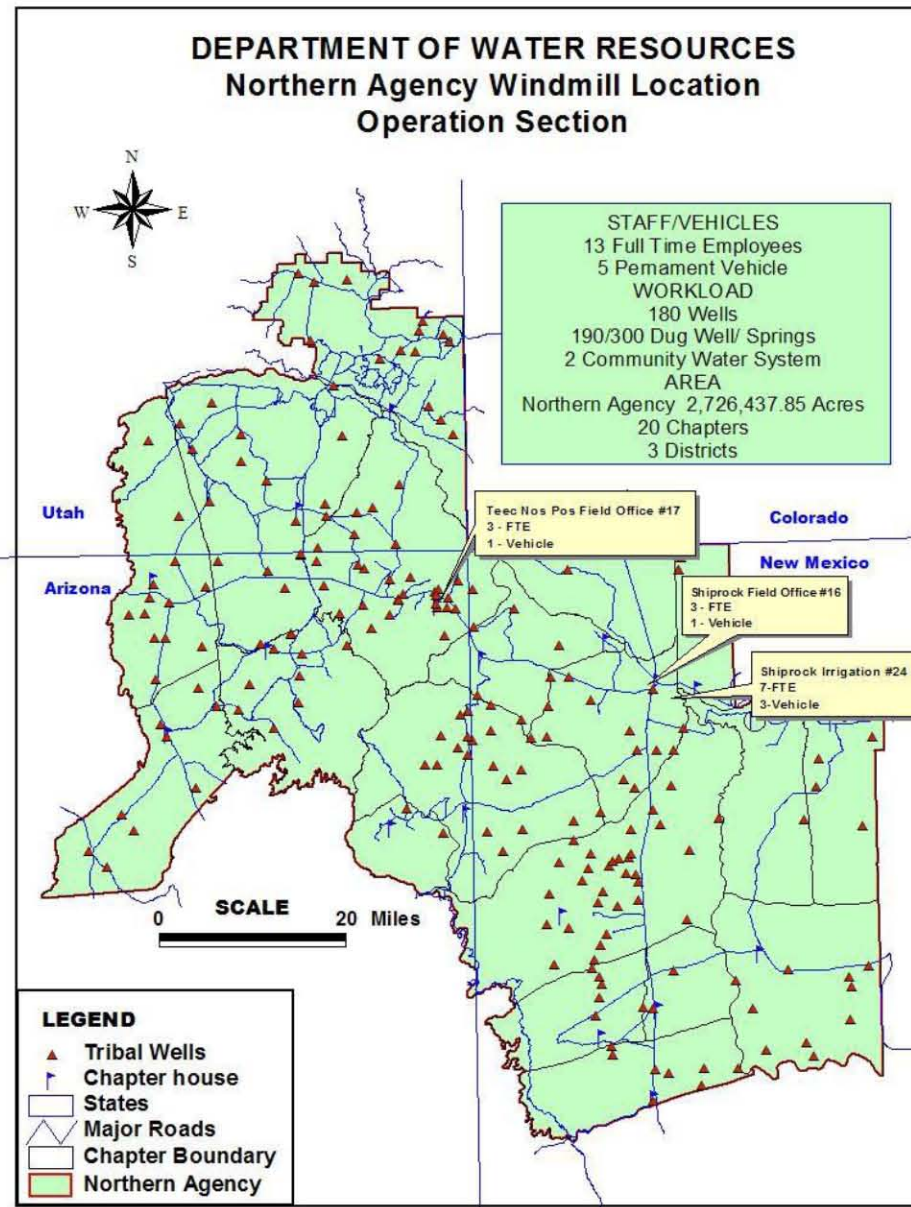 DEPARTMENT OF WATER RESOURCES
Northern Agency Windmill Location
Operation Section
N
W
E
S
STAFF/VEHICLES
13 Full Time Employees
5 Pemament Vehicle
WORKLOAD
180 Wells
190/300 Dug Well/ Springs
2 Community Water System
AREA
Northern Agency 2,726,437.85 Acres
20 Chapters
3 Districts
Utah
Teec Nos Pos Field Office #17
3 - FTE
1 - Vehicle
Colorado
New Mexico
Arizona
Shiprock Field Office #16
3 - FTE
1 - Vehicle
Shiprock Irrigation #24
7-FTE
3-Vehicle
SCALE
0 20 Miles
LEGEND
Tribal Wells
Chapter house
States
Major Roads
Chapter Boundary
Northern Agency